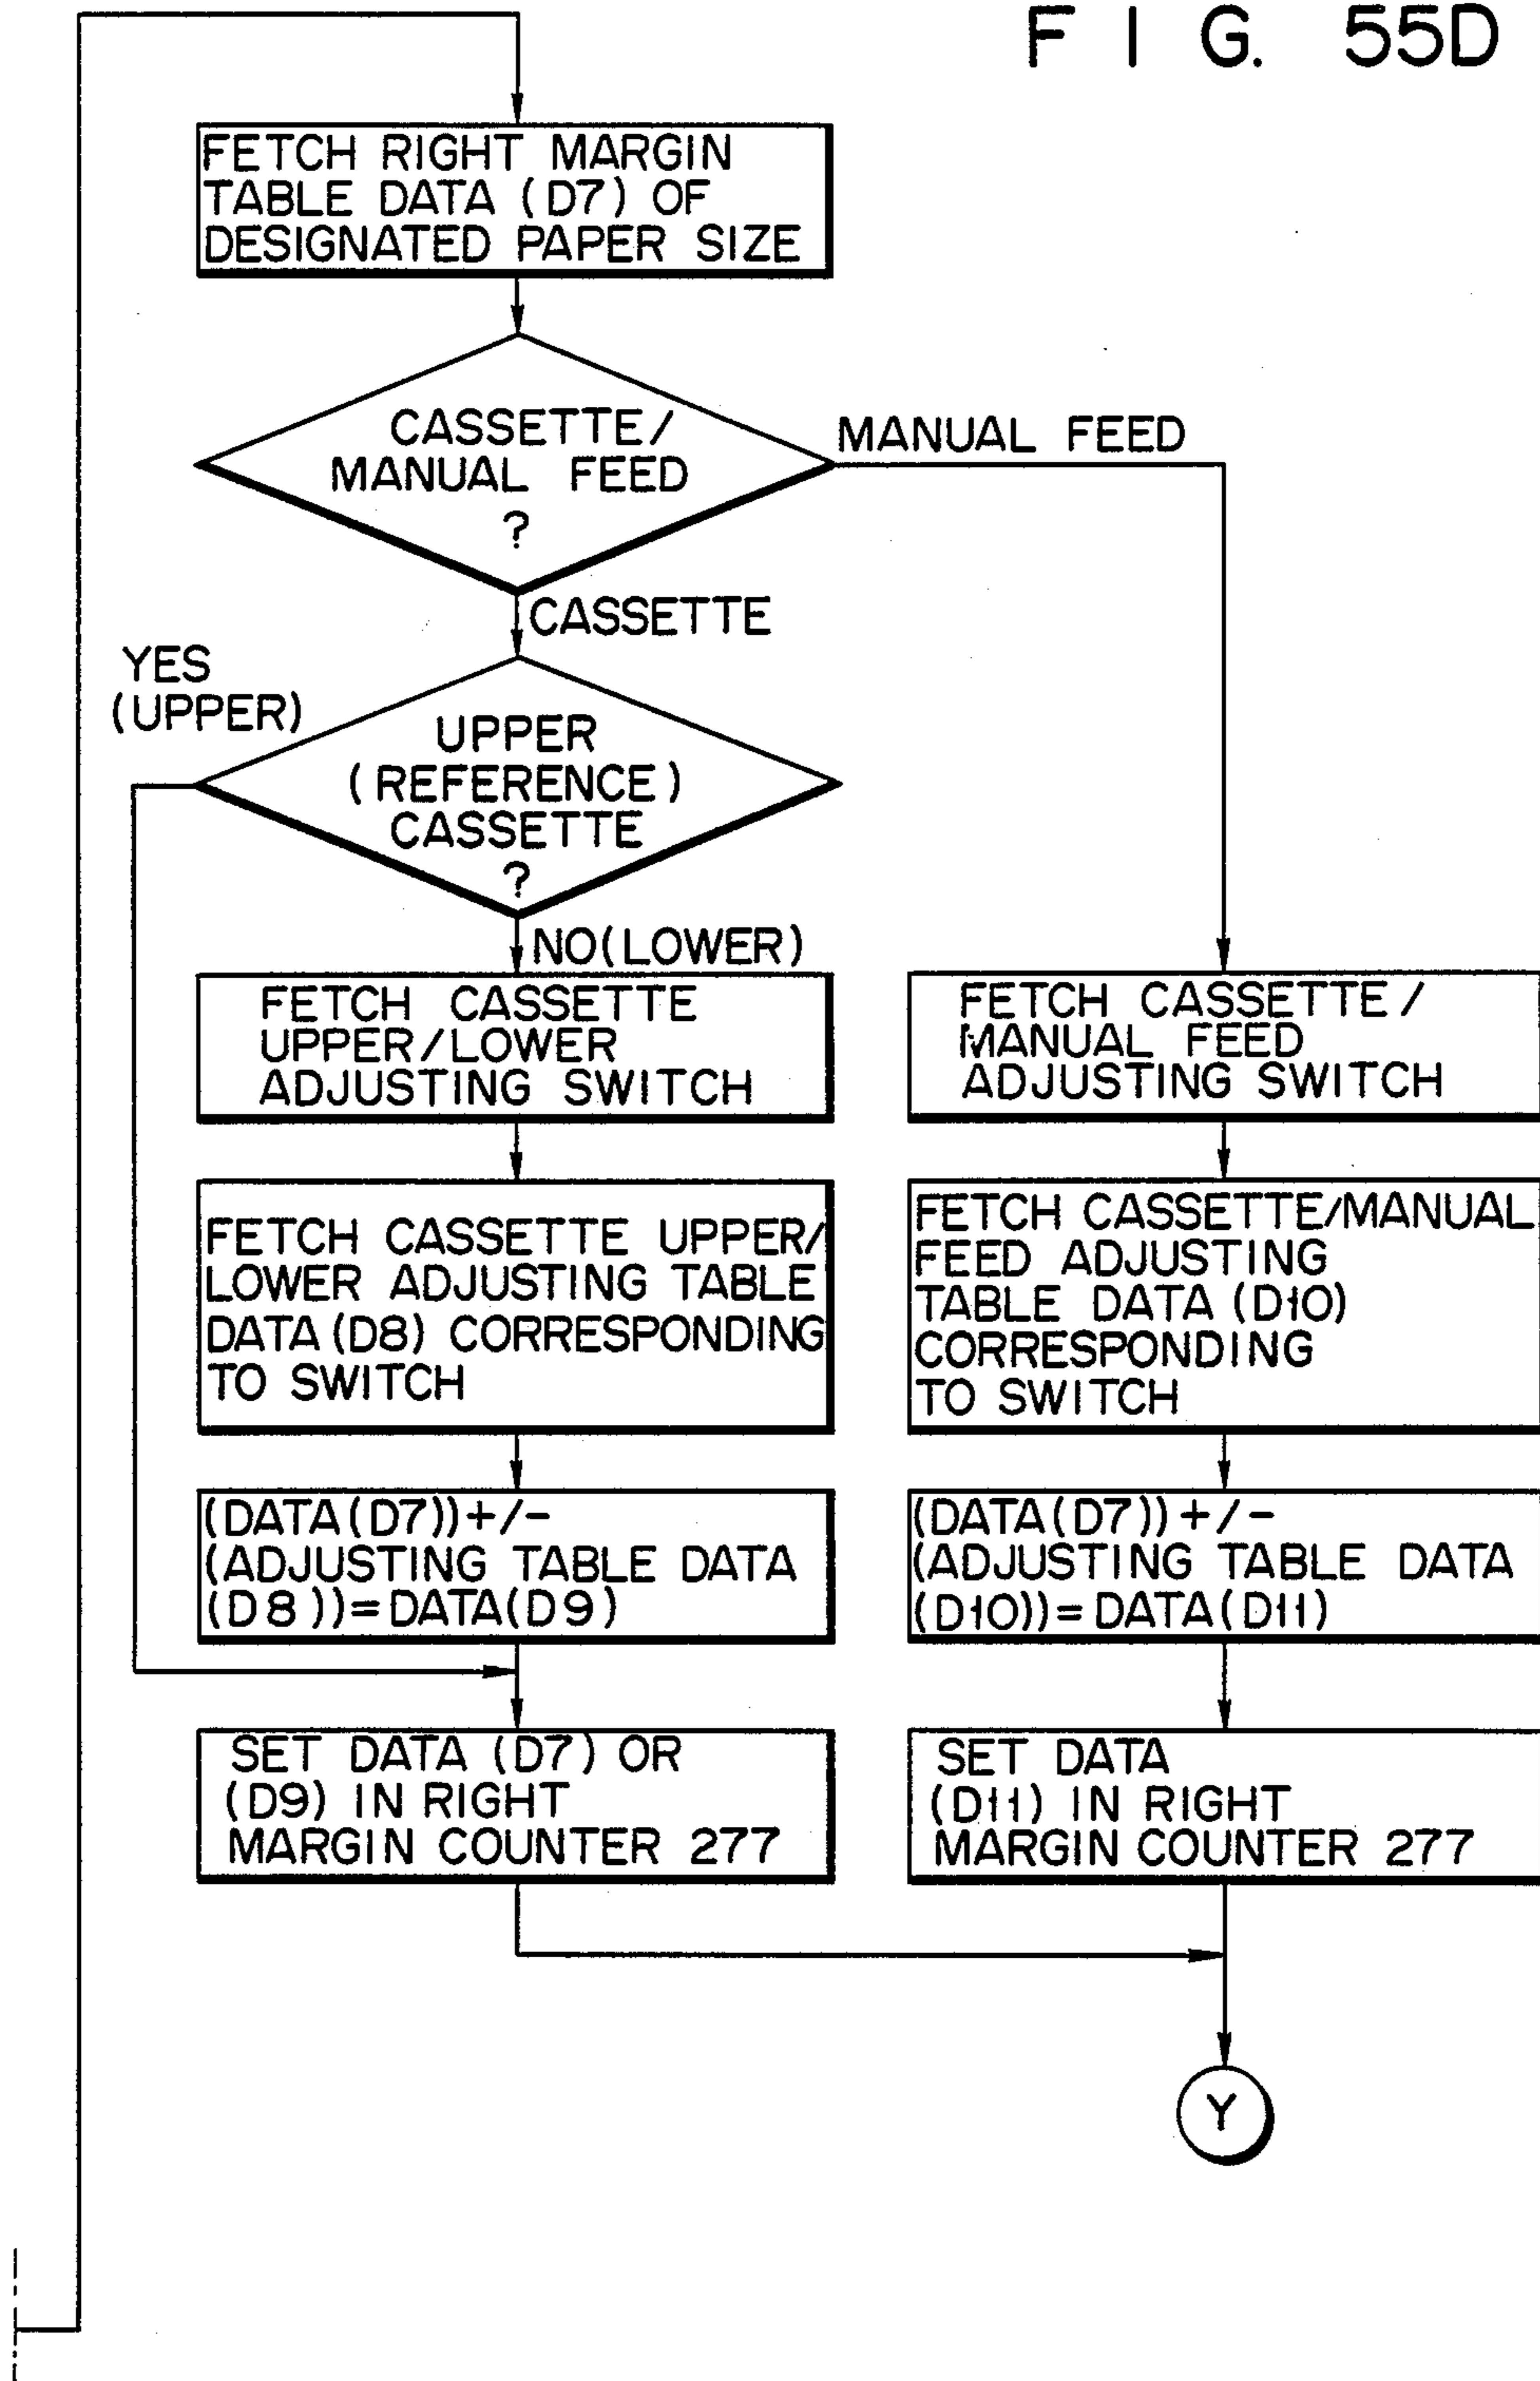 F I G. 55D
FETCH RIGHT MARGIN
TABLE DATA (D7) OF
DESIGNATED PAPER SIZE
CASSETTE/
MANUAL FEED
?
MANUAL FEED
CASSETTE
YES
(UPPER)
UPPER
(REFERENCE)
CASSETTE
?
NO(LOWER)
FETCH CASSETTE
UPPER/LOWER
ADJUSTING SWITCH
FETCH CASSETTE UPPER/
LOWER ADJUSTING TABLE
DATA(D8) CORRESPONDING
TO SWITCH
(DATA(D7))+/-
(ADJUSTING TABLE DATA
(D8))=DATA(D9)
SET DATA (D7) OR
(D9) IN RIGHT
MARGIN COUNTER 277
FETCH CASSETTE/
MANUAL FEED
ADJUSTING SWITCH
FETCH CASSETTE/MANUAL
FEED ADJUSTING
TABLE DATA (D10)
CORRESPONDING
TO SWITCH
(DATA(D7))+/-
(ADJUSTING TABLE DATA
(D10))=DATA(D11)
SET DATA
(D11) IN RIGHT
MARGIN COUNTER 277
Y